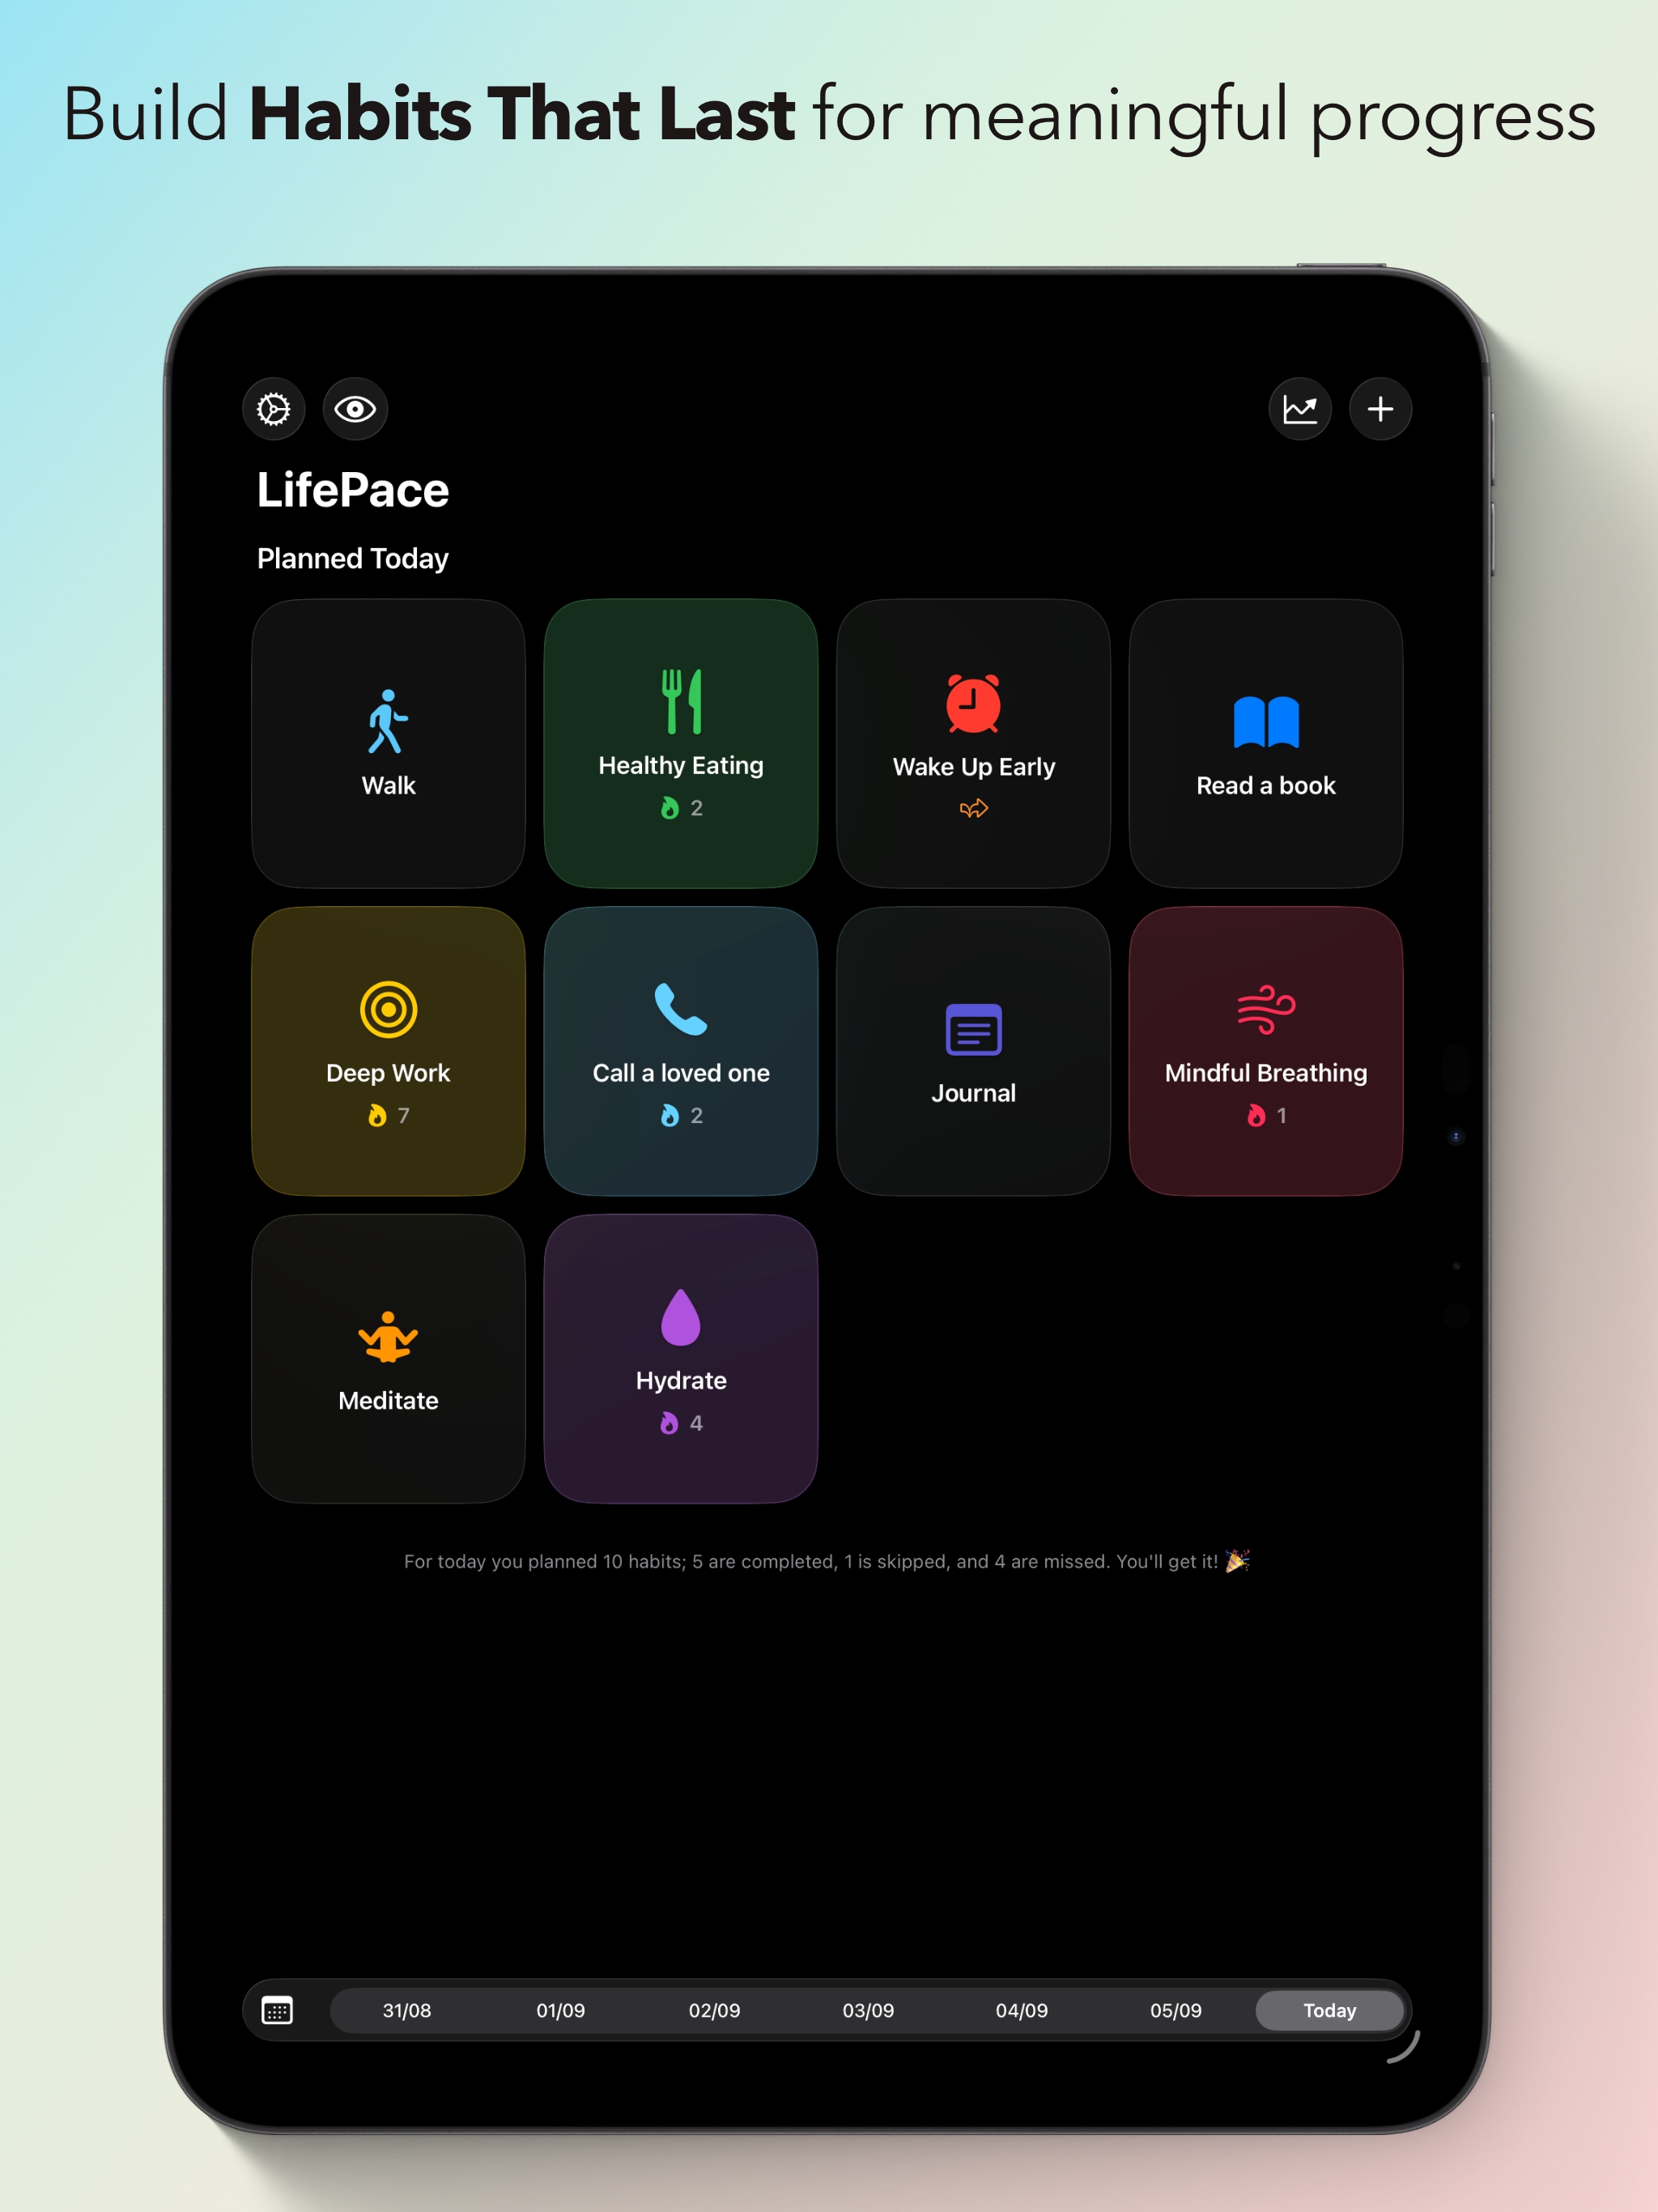 Build Habits That Last for meaningful progress
LifePace
Planned Today
Walk
Healthy Eating
2
Wake Up Early
Read a book
Deep Work
7
Call a loved one
2
Journal
Mindful Breathing
1
Meditate
Hydrate
4
For today you planned 10 habits; 5 are completed, 1 is skipped, and 4 are missed. You'll get it! 🎉
31/08 01/09 02/09 03/09 04/09 05/09 Today